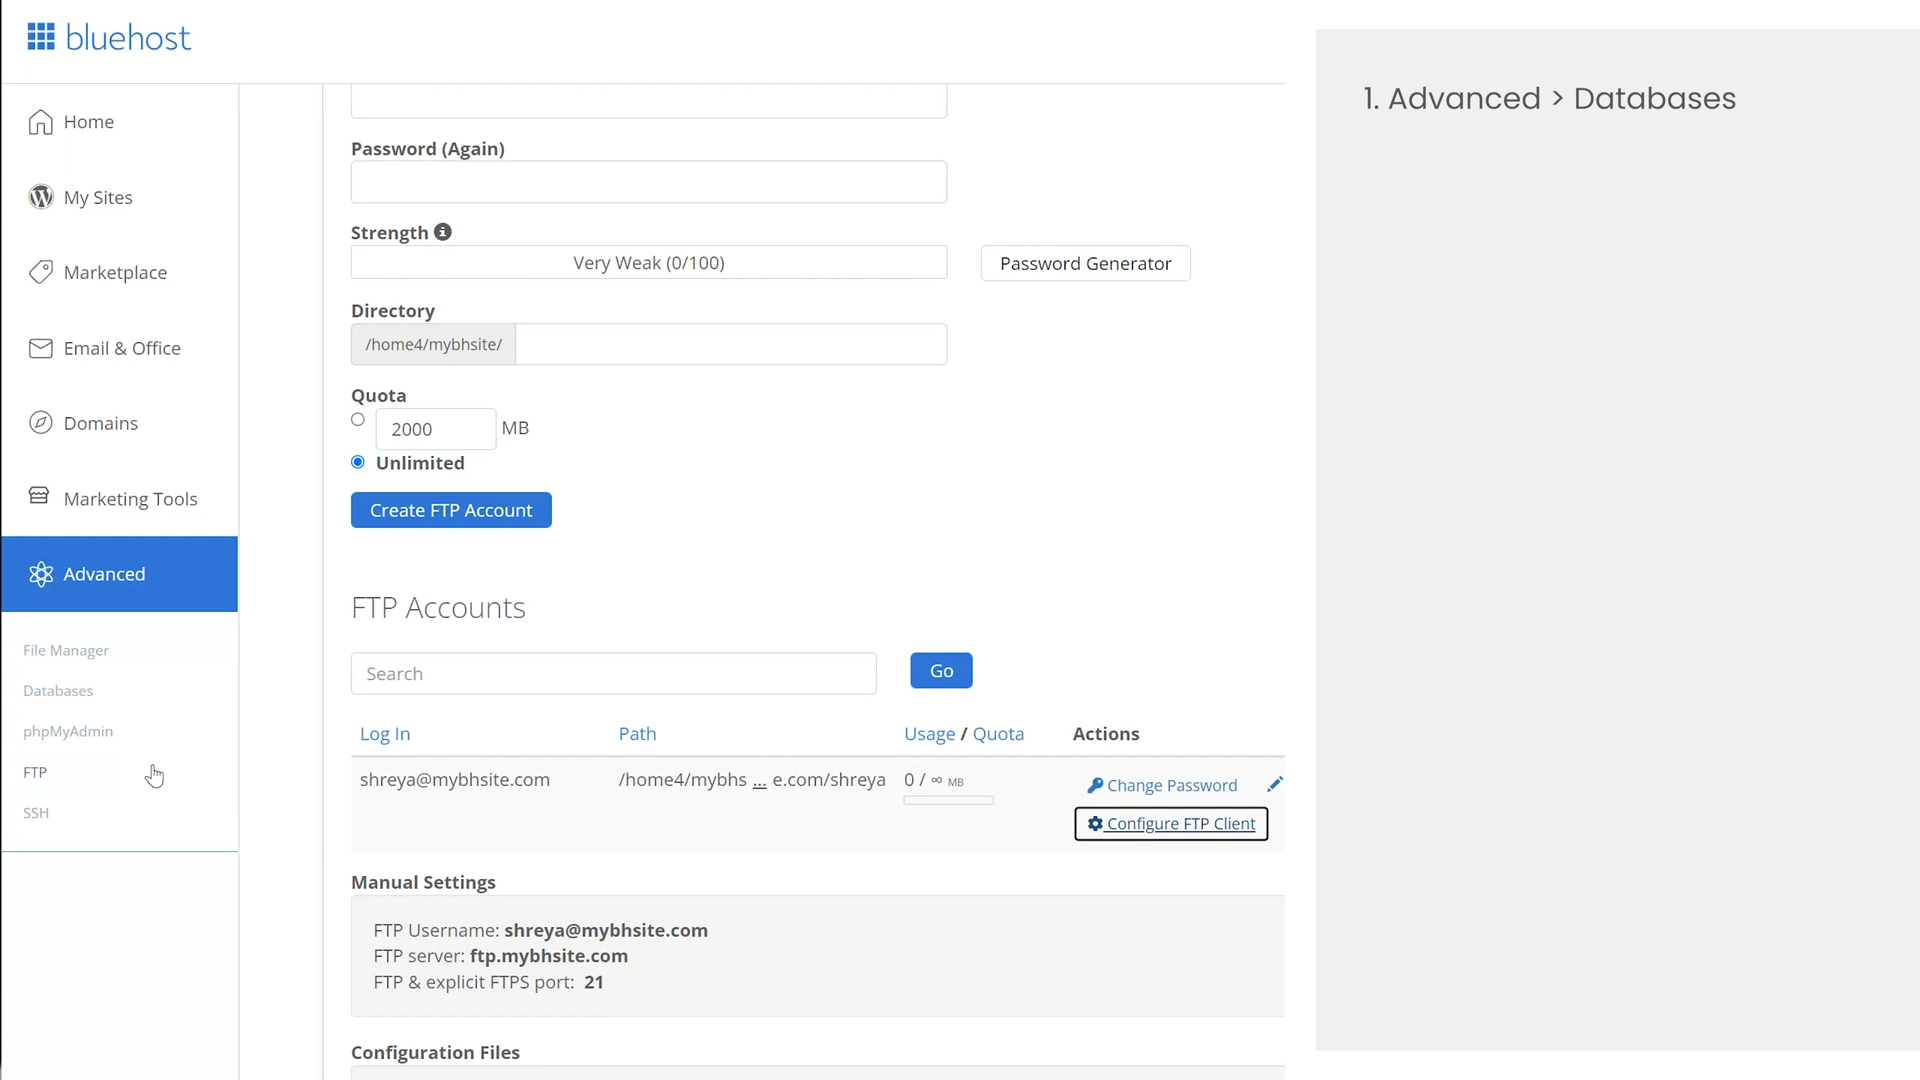 bluehost
Home
My Sites
Marketplace
Email & Office
Domains
Marketing Tools
Advanced
File Manager
Databases
phpMyAdmin
FTP
SSH
Password (Again)
Strength
Very Weak (0/100)
Password Generator
Directory
/home4/mybhsite/
Quota
2000 MB
Unlimited
Create FTP Account
FTP Accounts
Search
Go
Log In Path Usage / Quota Actions
shreya@mybhsite.com /home4/mybhs ... e.com/shreya 0 / ∞ MB Change Password
Configure FTP Client
Manual Settings
FTP Username: shreya@mybhsite.com
FTP server: ftp.mybhsite.com
FTP & explicit FTPS port: 21
Configuration Files
1. Advanced > Databases